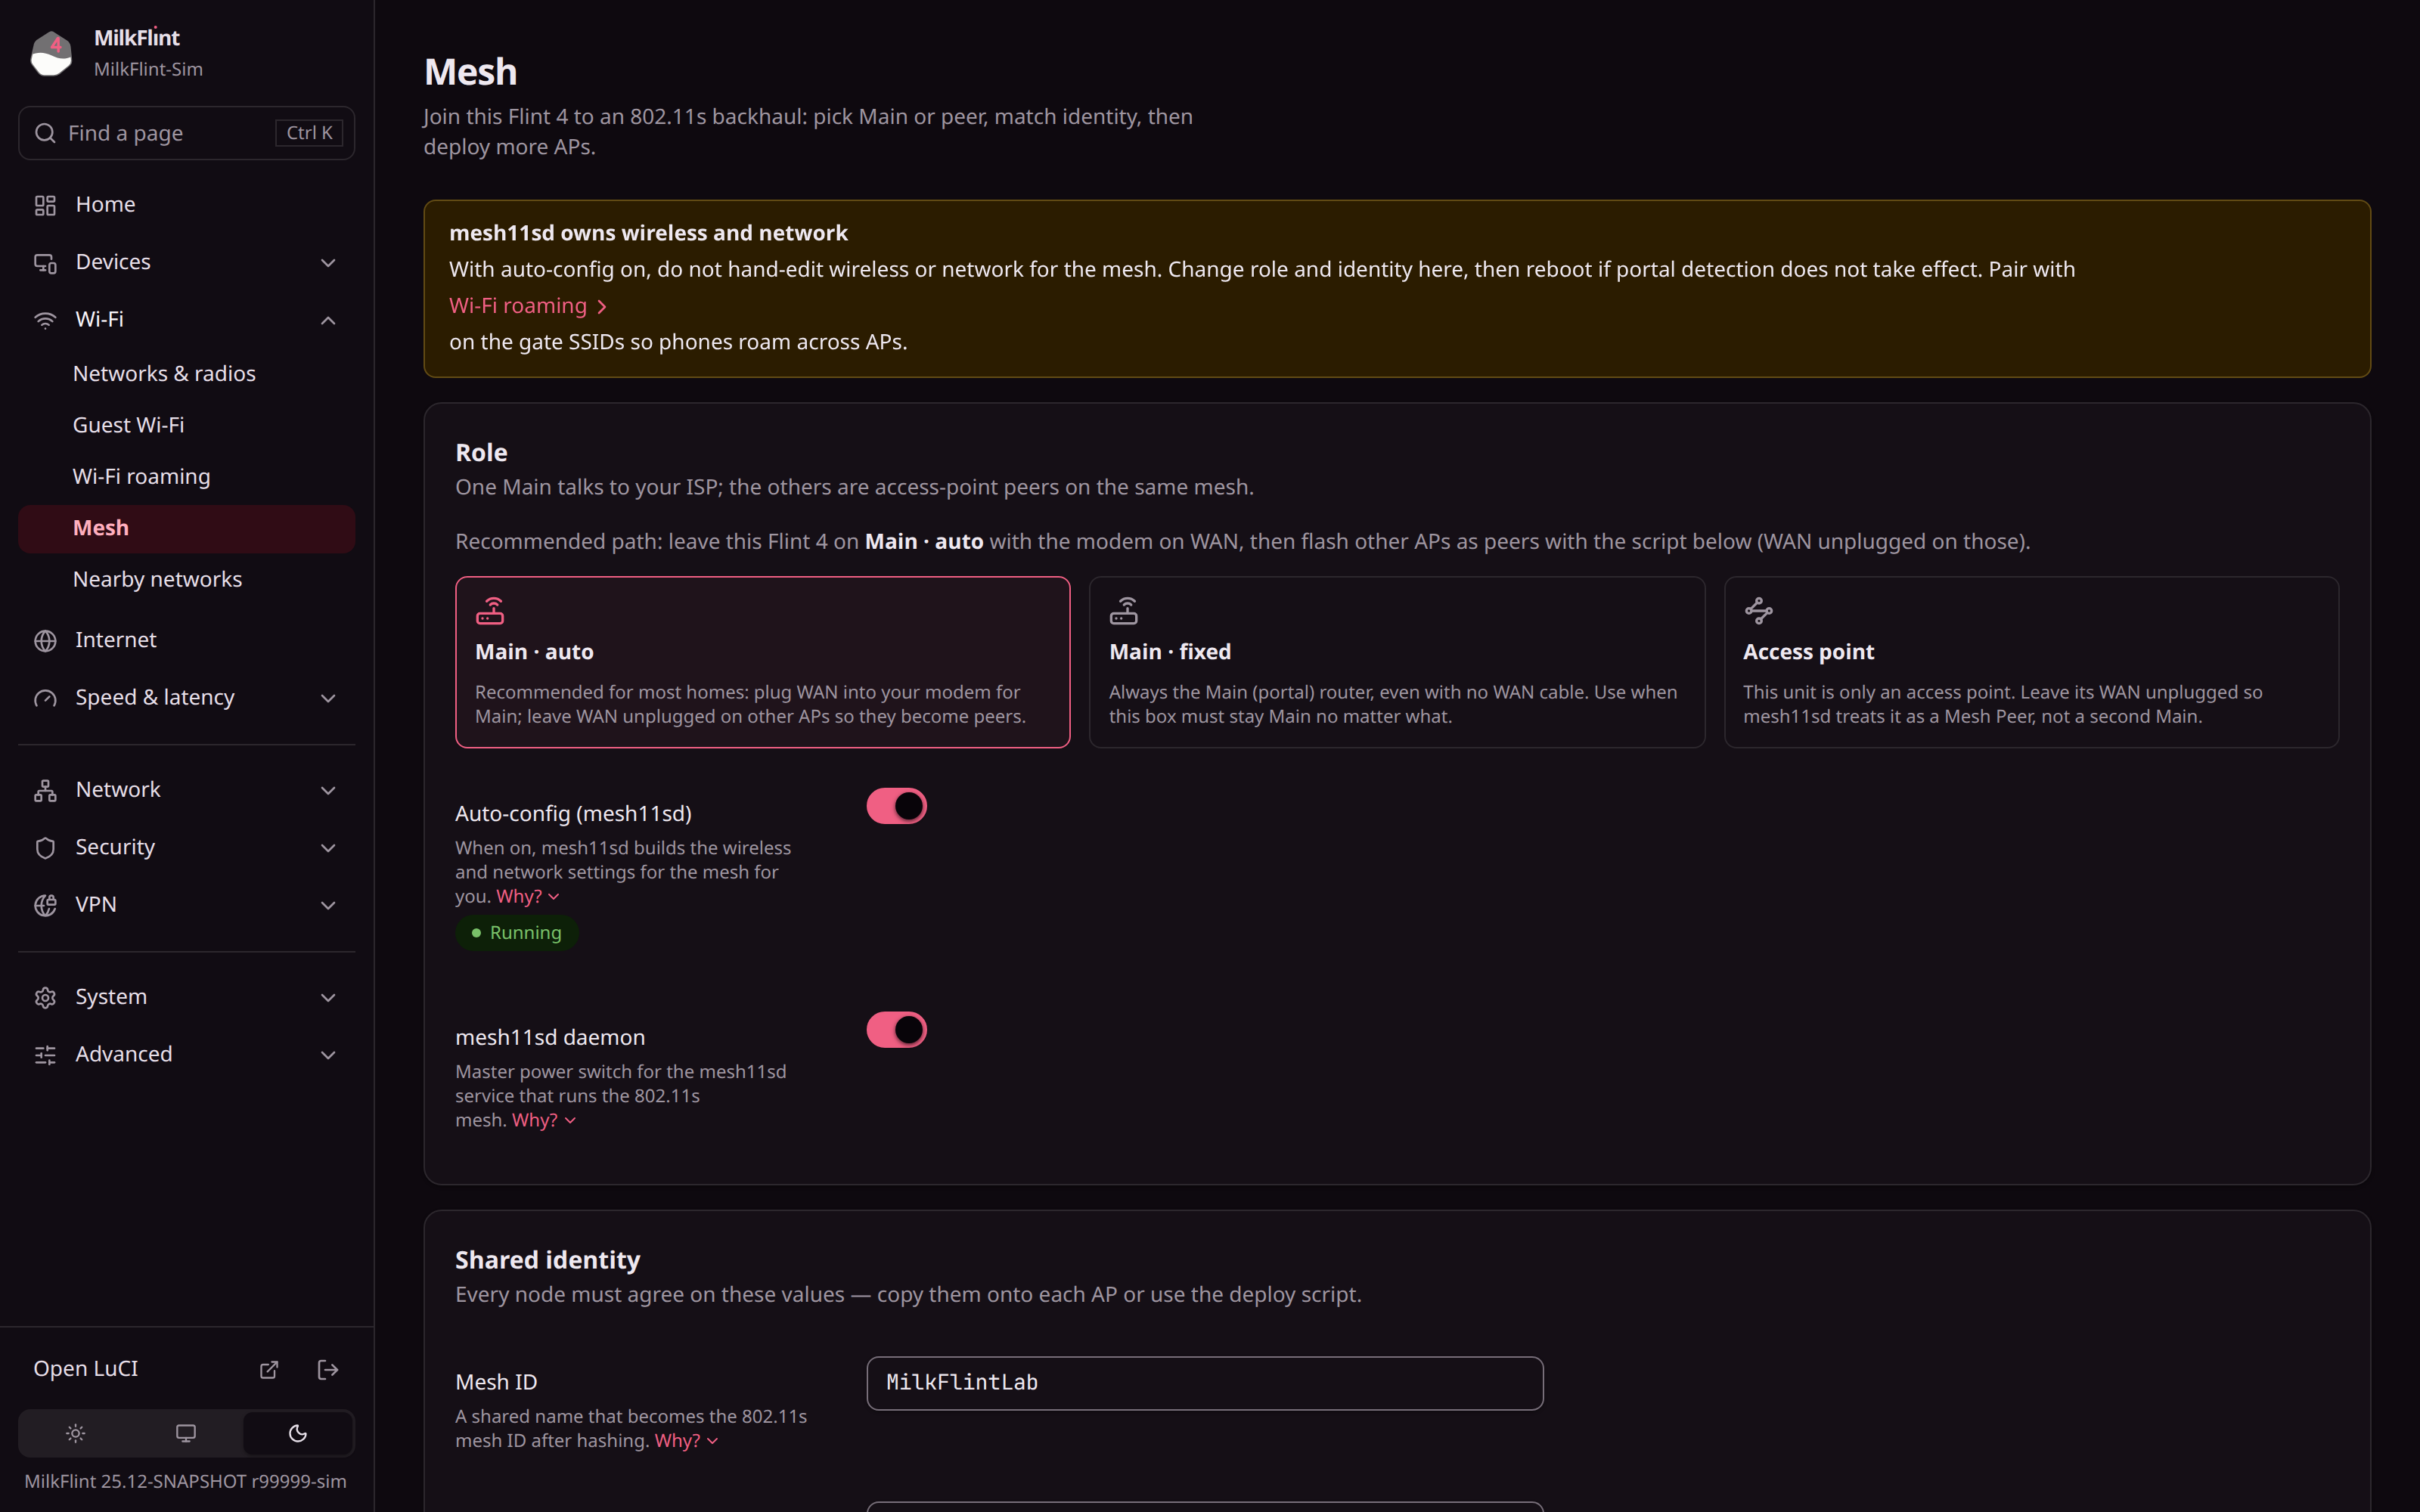 4
MilkFlint
MilkFlint-Sim
Find a page
Ctrl K
Home
Devices
Wi-Fi
Networks & radios
Guest Wi-Fi
Wi-Fi roaming
Mesh
Nearby networks
Internet
Speed & latency
Network
Security
VPN
System
Advanced
Open LuCI
MilkFlint 25.12-SNAPSHOT r99999-sim
Mesh
Join this Flint 4 to an 802.11s backhaul: pick Main or peer, match identity, then
deploy more APs.
mesh11sd owns wireless and network
With auto-config on, do not hand-edit wireless or network for the mesh. Change role and identity here, then reboot if portal detection does not take effect. Pair with
Wi-Fi roaming
on the gate SSIDs so phones roam across APs.
Role
One Main talks to your ISP; the others are access-point peers on the same mesh.
Recommended path: leave this Flint 4 on Main · auto with the modem on WAN, then flash other APs as peers with the script below (WAN unplugged on those).
Main · auto
Recommended for most homes: plug WAN into your modem for
Main; leave WAN unplugged on other APs so they become peers.
Main · fixed
Always the Main (portal) router, even with no WAN cable. Use when
this box must stay Main no matter what.
Access point
This unit is only an access point. Leave its WAN unplugged so
mesh11sd treats it as a Mesh Peer, not a second Main.
Auto-config (mesh11sd)
When on, mesh11sd builds the wireless
and network settings for the mesh for
you. Why?
Running
mesh11sd daemon
Master power switch for the mesh11sd
service that runs the 802.11s
mesh. Why?
Shared identity
Every node must agree on these values — copy them onto each AP or use the deploy script.
Mesh ID
MilkFlintLab
A shared name that becomes the 802.11s
mesh ID after hashing. Why?